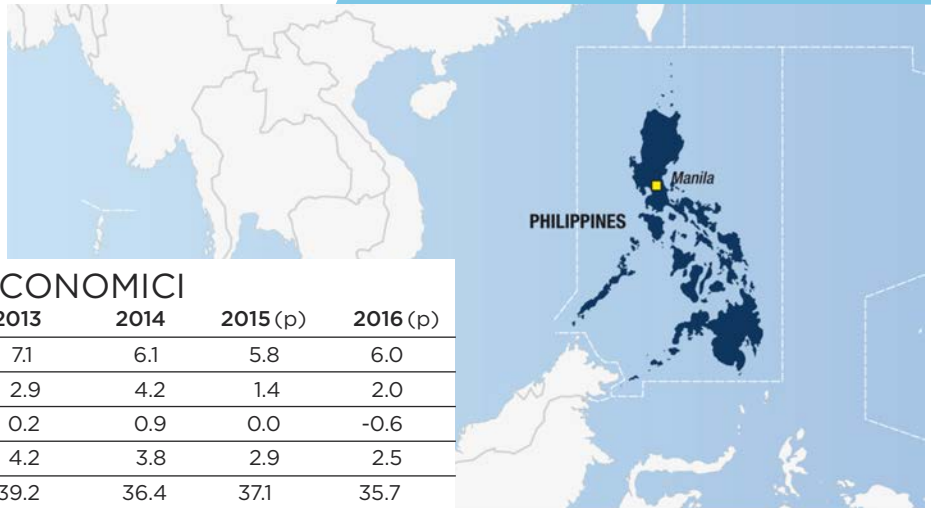 Manila
PHILIPPINES
CONOMICI
2013 2014 2015 (p) 2016 (p)
7.1 6.1 5.8 6.0
2.9 4.2 1.4 2.0
0.2 0.9 0.0 -0.6
4.2 3.8 2.9 2.5
39.2 36.4 37.1 35.7